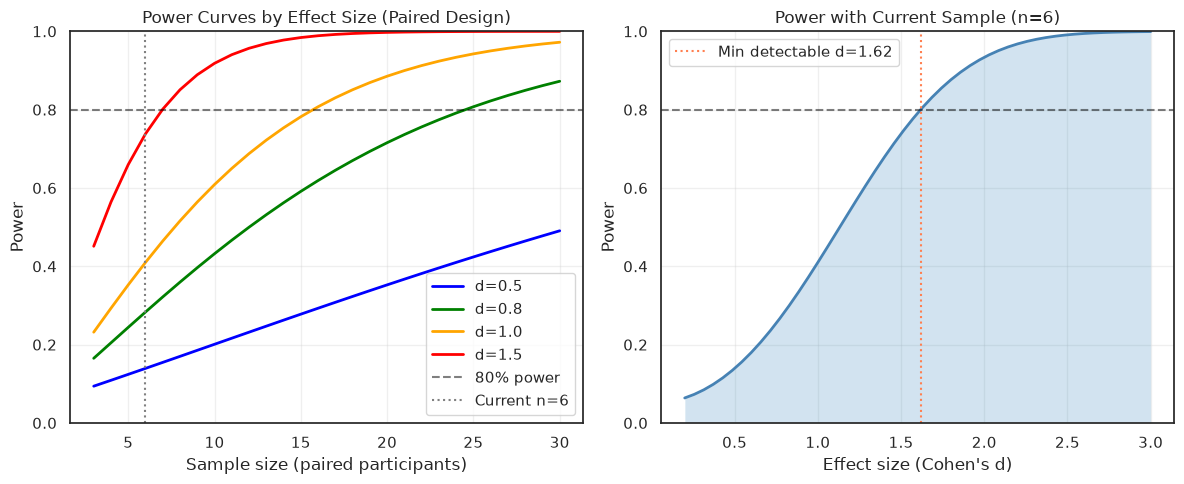 Power Curves by Effect Size (Paired Design)
1.0
0.8
0.6
0.4
0.2
0.0
Power
5
10
15
20
25
30
Sample size (paired participants)
d=0.5
d=0.8
d=1.0
d=1.5
80% power
Current n=6
Power with Current Sample (n=6)
Min detectable d=1.62
1.0
0.8
0.6
0.4
0.2
0.0
Power
0.5
1.0
1.5
2.0
2.5
3.0
Effect size (Cohen's d)